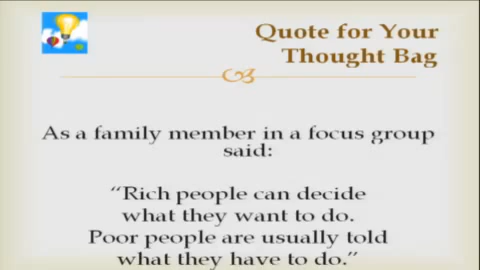 Quote for Your
Thought Bag
As a family member in a focus group
said:
“Rich people can decide
what they want to do.
Poor people are usually told
what they have to do.”